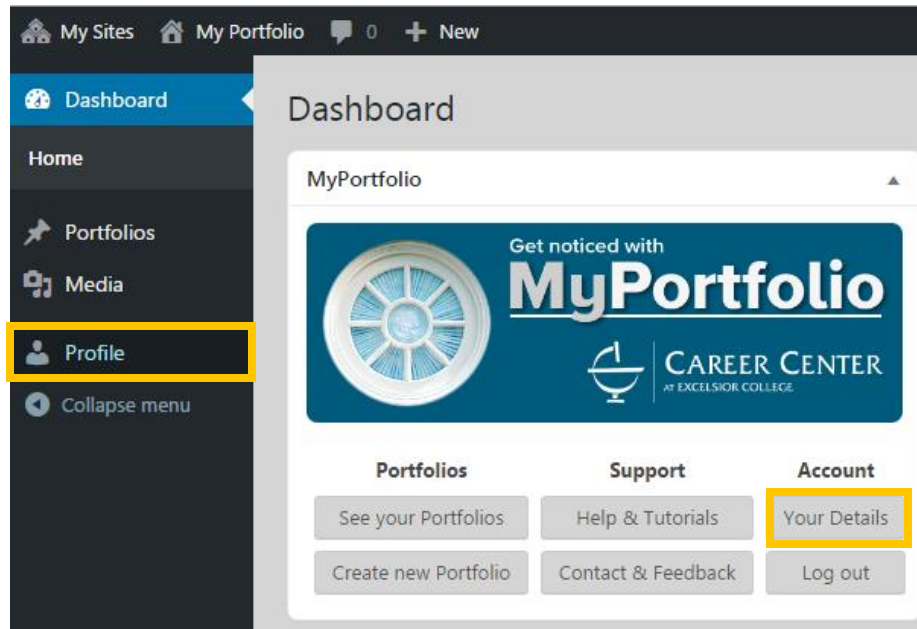 My Sites My Portfolio 0 + New
Dashboard
Home
Portfolios
Media
Profile
Collapse menu
Dashboard
MyPortfolio
Get noticed with
MyPortfolio
CAREER CENTER
AT EXCELSIOR COLLEGE
Portfolios Support Account
See your Portfolios Help & Tutorials Your Details
Create new Portfolio Contact & Feedback Log out